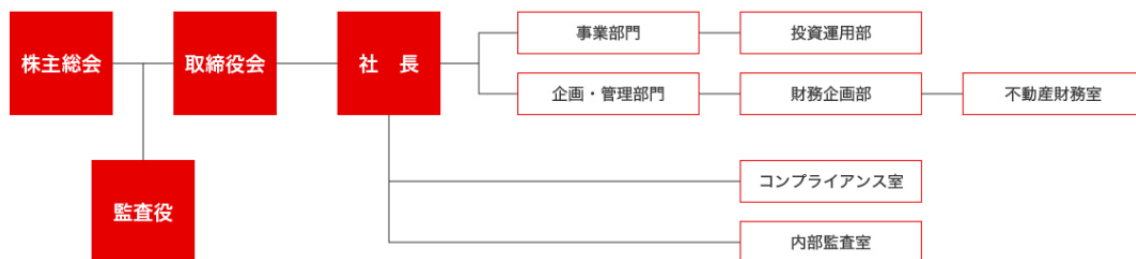 株主総会
取締役会
社　長
事業部門
投資運用部
企画・管理部門
財務企画部
不動産財務室
監査役
コンプライアンス室
内部監査室